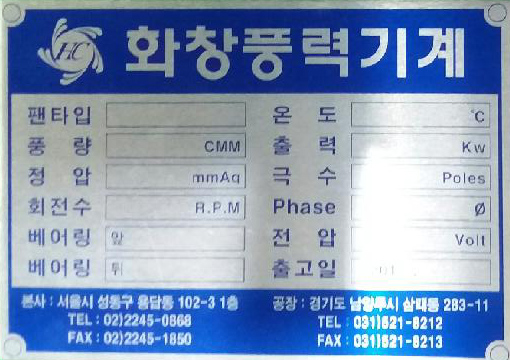 HC 화창풍력기계
팬타입 온 도 ℃
풍 량 CMM 출 력 Kw
정 압 mmAq 극 수 Poles
회전수 R.P.M Phase Ø
베어링 앞 전 압 Volt
베어링 뒤 출고일
본사 : 서울시 성동구 용답동 102-3 1층 공장 : 경기도 남양주시 삼패동 283-11
TEL : 02)2245-0868 TEL : 031)521-8212
FAX : 02)2245-1850 FAX : 031)521-8213